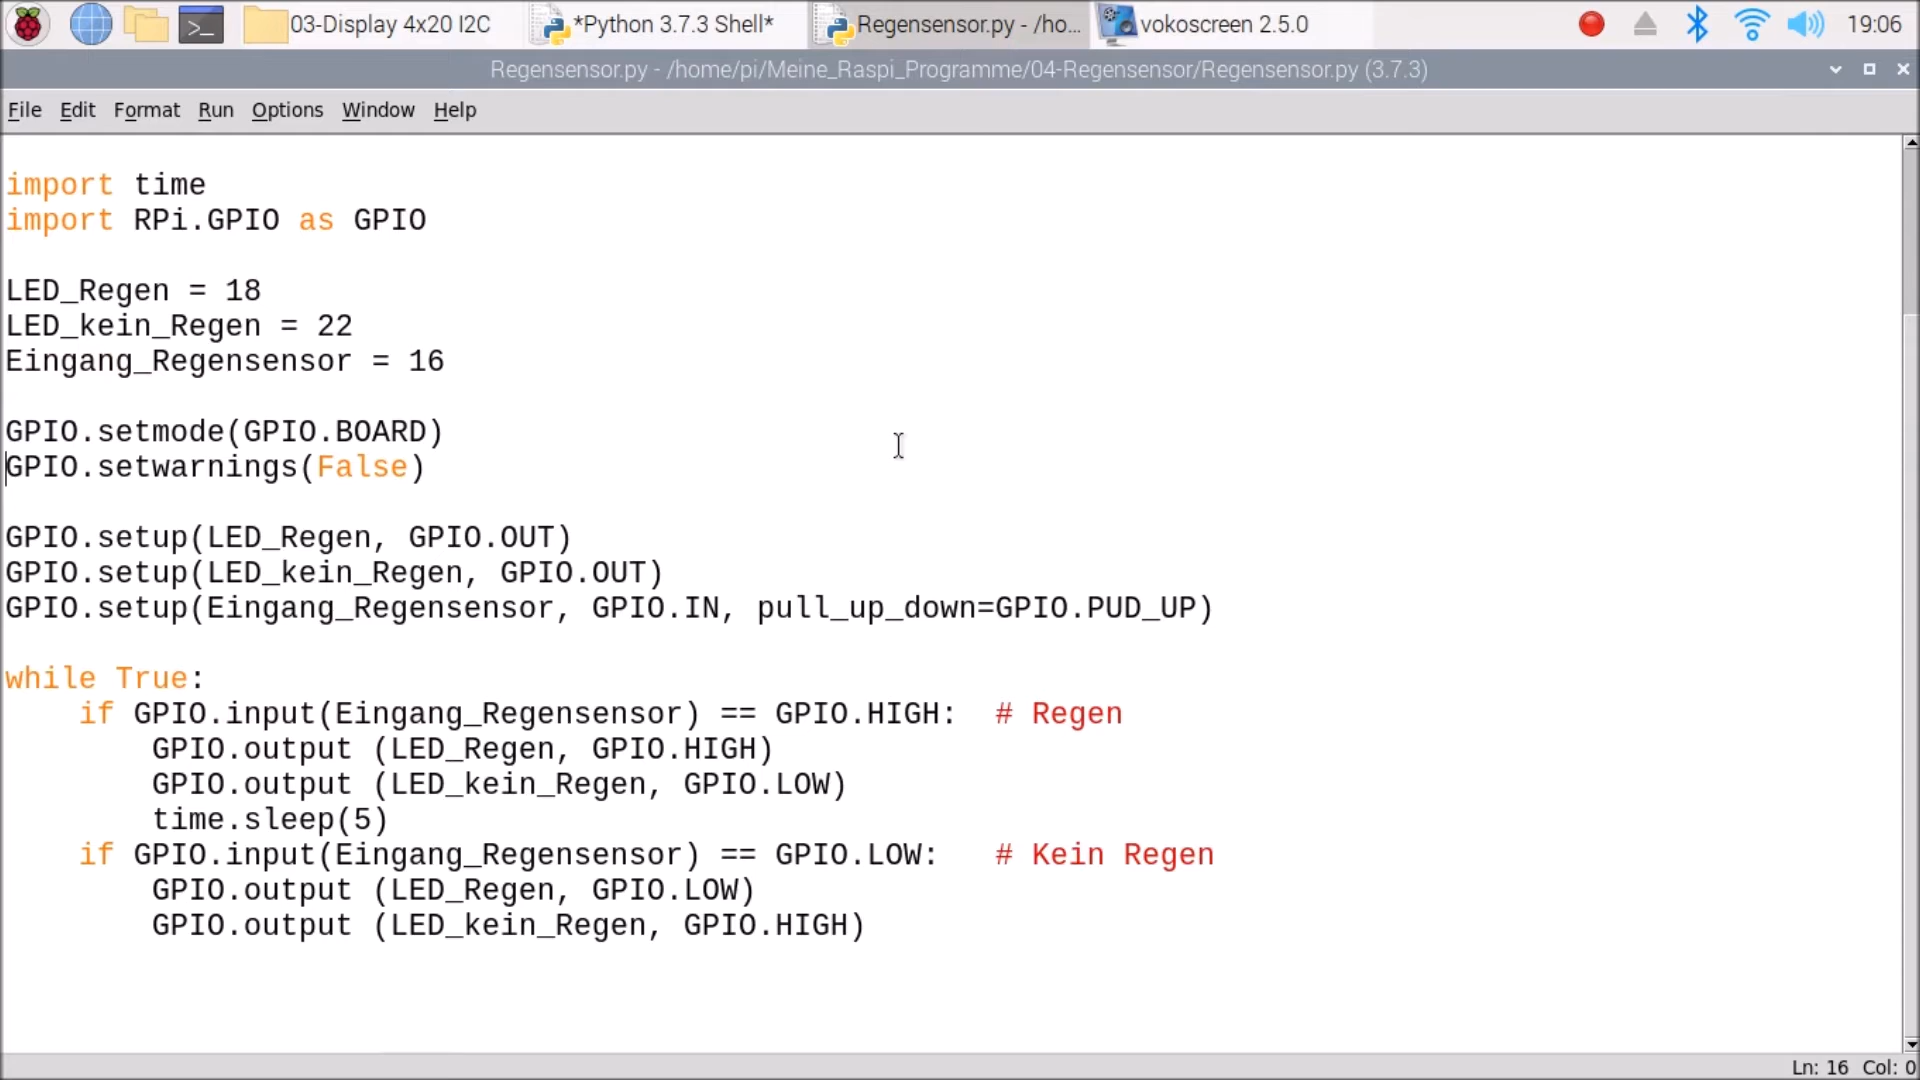 03-Display 4x20 I2C
*Python 3.7.3 Shell*
Regensensor.py - /ho...
vokoscreen 2.5.0
19:06
Regensensor.py - /home/pi/Meine_Raspi_Programme/04-Regensensor/Regensensor.py (3.7.3)
File Edit Format Run Options Window Help
import time
import RPi.GPIO as GPIO
LED_Regen = 18
LED_kein_Regen = 22
Eingang_Regensensor = 16
GPIO.setmode(GPIO.BOARD)
GPIO.setwarnings(False)
GPIO.setup(LED_Regen, GPIO.OUT)
GPIO.setup(LED_kein_Regen, GPIO.OUT)
GPIO.setup(Eingang_Regensensor, GPIO.IN, pull_up_down=GPIO.PUD_UP)
while True:
    if GPIO.input(Eingang_Regensensor) == GPIO.HIGH:  # Regen
        GPIO.output (LED_Regen, GPIO.HIGH)
        GPIO.output (LED_kein_Regen, GPIO.LOW)
        time.sleep(5)
    if GPIO.input(Eingang_Regensensor) == GPIO.LOW:   # Kein Regen
        GPIO.output (LED_Regen, GPIO.LOW)
        GPIO.output (LED_kein_Regen, GPIO.HIGH)
Ln: 16 Col: 0